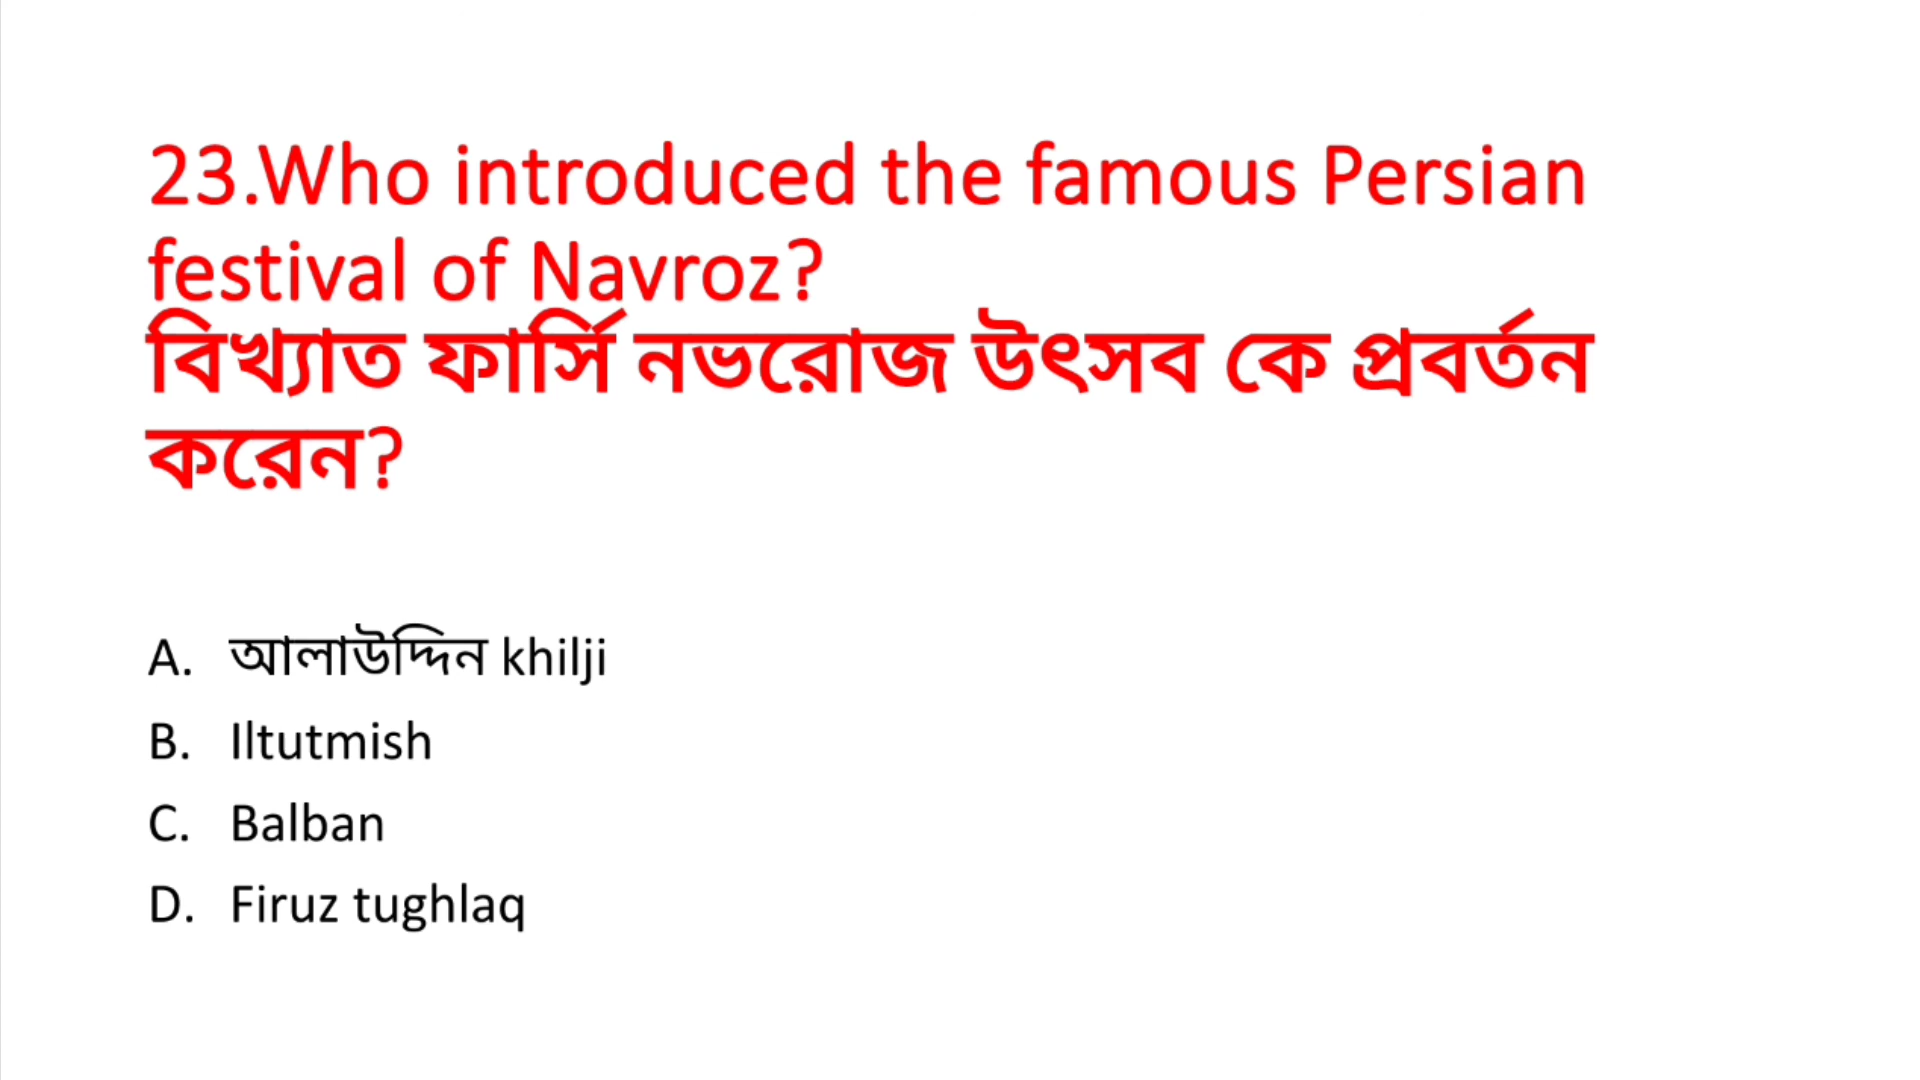 23.Who introduced the famous Persian
festival of Navroz?
বিখ্যাত ফার্সি নভরোজ উৎসব কে প্রবর্তন
করেন?
A. আলাউদ্দিন khilji
B. Iltutmish
C. Balban
D. Firuz tughlaq